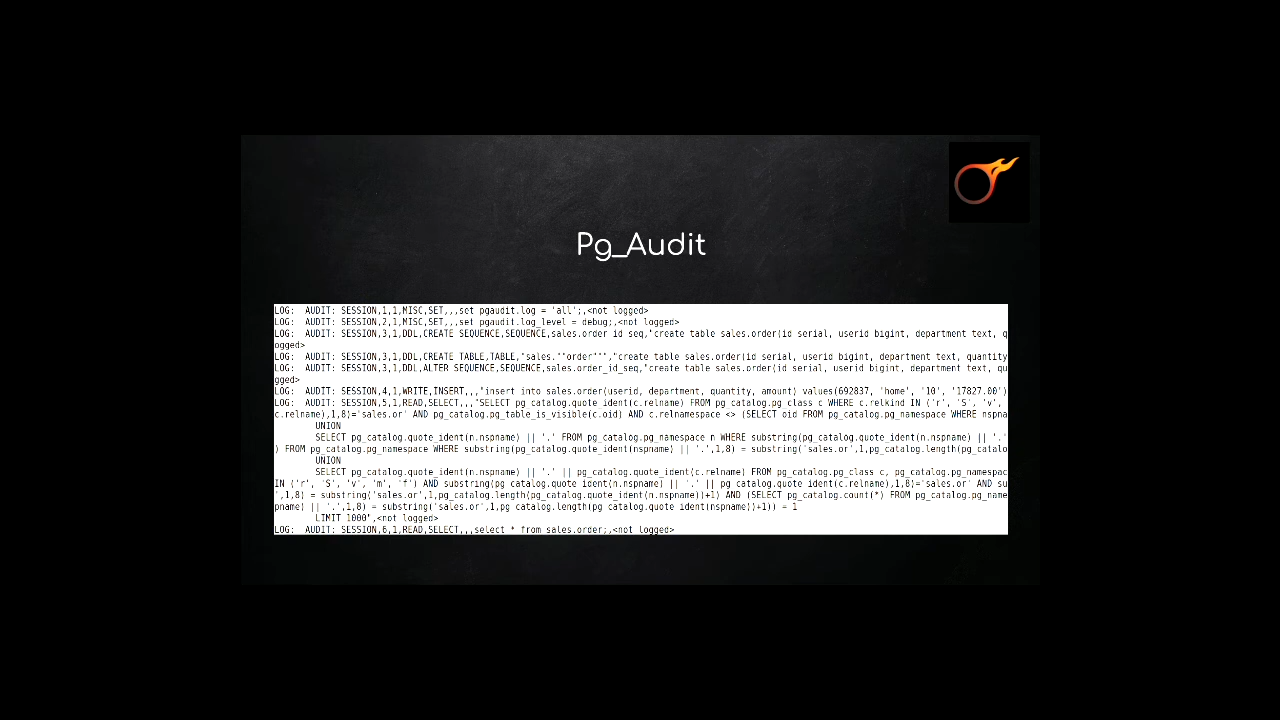 Pg_Audit
LOG:  AUDIT: SESSION,1,1,MISC,SET,,,set pgaudit.log = 'all';,<not logged>
LOG:  AUDIT: SESSION,2,1,MISC,SET,,,set pgaudit.log_level = debug;,<not logged>
LOG:  AUDIT: SESSION,3,1,DDL,CREATE SEQUENCE,SEQUENCE,sales.order_id_seq,"create table sales.order(id serial, userid bigint, department text, q
ogged>
LOG:  AUDIT: SESSION,3,1,DDL,CREATE TABLE,TABLE,"sales.""order""","create table sales.order(id serial, userid bigint, department text, quantity
LOG:  AUDIT: SESSION,3,1,DDL,ALTER SEQUENCE,SEQUENCE,sales.order_id_seq,"create table sales.order(id serial, userid bigint, department text, qu
gged>
LOG:  AUDIT: SESSION,4,1,WRITE,INSERT,,,"insert into sales.order(userid, department, quantity, amount) values(692837, 'home', '10', '17827.00')
LOG:  AUDIT: SESSION,5,1,READ,SELECT,,,"SELECT pg_catalog.quote_ident(c.relname) FROM pg_catalog.pg_class c WHERE c.relkind IN ('r', 'S', 'v',
c.relname),1,8)='sales.or' AND pg_catalog.pg_table_is_visible(c.oid) AND c.relnamespace <> (SELECT oid FROM pg_catalog.pg_namespace WHERE nspna
UNION
SELECT pg_catalog.quote_ident(n.nspname) || '.' FROM pg_catalog.pg_namespace n WHERE substring(pg_catalog.quote_ident(n.nspname) || '.'
) FROM pg_catalog.pg_namespace WHERE substring(pg_catalog.quote_ident(nspname) || '.',1,8) = substring('sales.or',1,pg_catalog.length(pg_catalo
UNION
SELECT pg_catalog.quote_ident(n.nspname) || '.' || pg_catalog.quote_ident(c.relname) FROM pg_catalog.pg_class c, pg_catalog.pg_namespac
IN ('r', 'S', 'v', 'm', 'f') AND substring(pg_catalog.quote_ident(n.nspname) || '.' || pg_catalog.quote_ident(c.relname),1,8)='sales.or' AND su
',1,8) = substring('sales.or',1,pg_catalog.length(pg_catalog.quote_ident(n.nspname))+1) AND (SELECT pg_catalog.count(*) FROM pg_catalog.pg_name
pname) || '.',1,8) = substring('sales.or',1,pg_catalog.length(pg_catalog.quote_ident(nspname))+1)) = 1
LIMIT 1000",<not logged>
LOG:  AUDIT: SESSION,6,1,READ,SELECT,,,select * from sales.order;,<not logged>